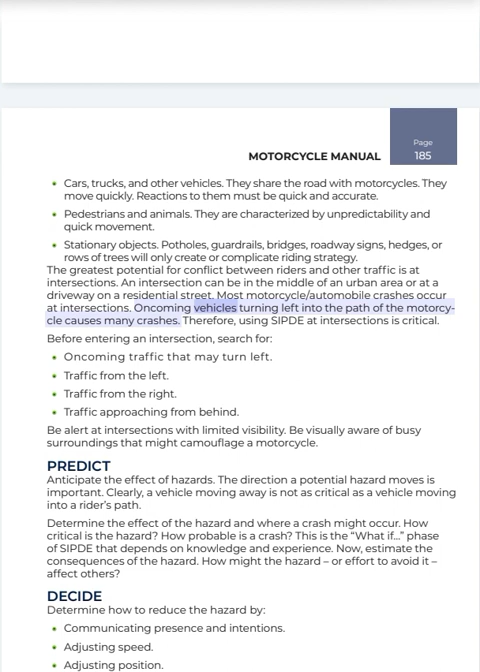 Page
MOTORCYCLE MANUAL 185
• Cars, trucks, and other vehicles. They share the road with motorcycles. They
move quickly. Reactions to them must be quick and accurate.
• Pedestrians and animals. They are characterized by unpredictability and
quick movement.
• Stationary objects. Potholes, guardrails, bridges, roadway signs, hedges, or
rows of trees will only create or complicate riding strategy.
The greatest potential for conflict between riders and other traffic is at
intersections. An intersection can be in the middle of an urban area or at a
driveway on a residential street. Most motorcycle/automobile crashes occur
at intersections. Oncoming vehicles turning left into the path of the motorcy-
cle causes many crashes. Therefore, using SIPDE at intersections is critical.
Before entering an intersection, search for:
• Oncoming traffic that may turn left.
• Traffic from the left.
• Traffic from the right.
• Traffic approaching from behind.
Be alert at intersections with limited visibility. Be visually aware of busy
surroundings that might camouflage a motorcycle.
PREDICT
Anticipate the effect of hazards. The direction a potential hazard moves is
important. Clearly, a vehicle moving away is not as critical as a vehicle moving
into a rider's path.
Determine the effect of the hazard and where a crash might occur. How
critical is the hazard? How probable is a crash? This is the “What if...” phase
of SIPDE that depends on knowledge and experience. Now, estimate the
consequences of the hazard. How might the hazard – or effort to avoid it –
affect others?
DECIDE
Determine how to reduce the hazard by:
• Communicating presence and intentions.
• Adjusting speed.
• Adjusting position.